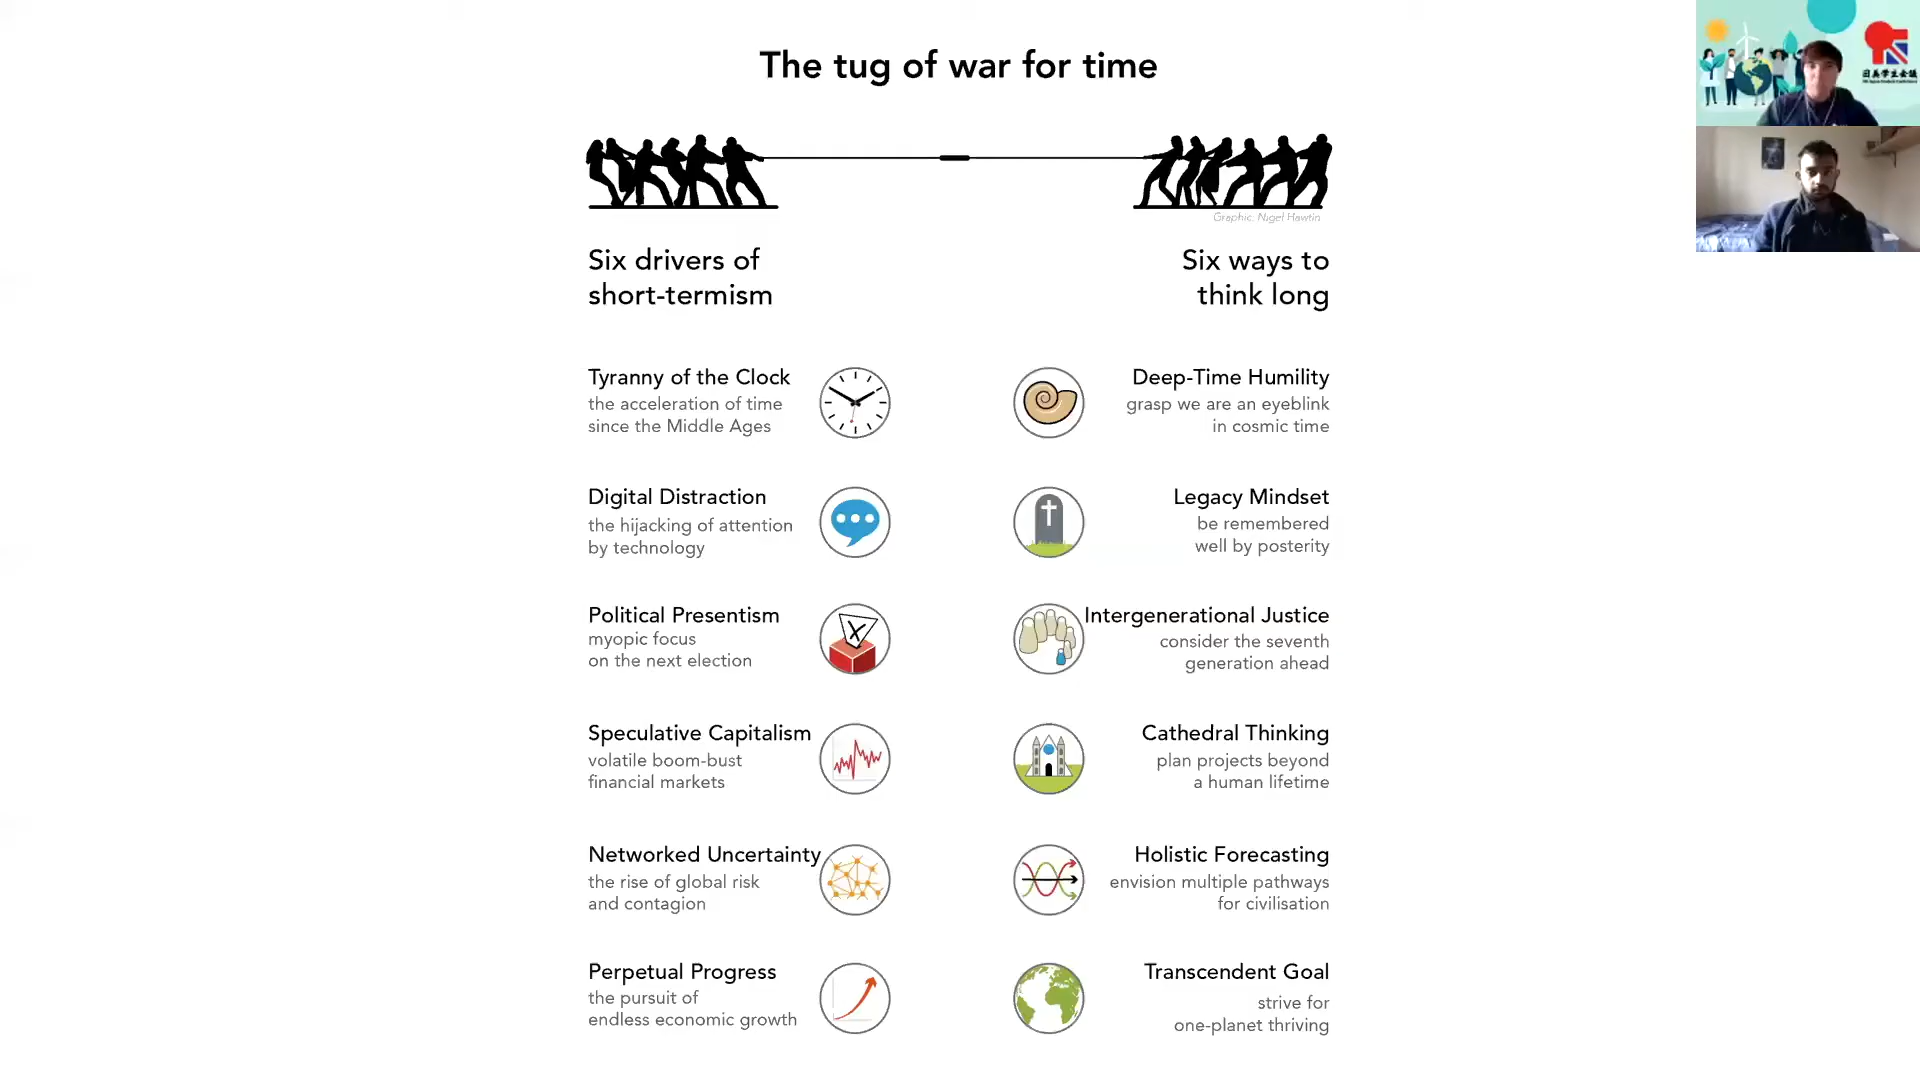 The tug of war for time
Graphic: Nigel Hawtin
Six drivers of
short-termism
Six ways to
think long
Tyranny of the Clock
the acceleration of time
since the Middle Ages
Deep-Time Humility
grasp we are an eyeblink
in cosmic time
Digital Distraction
the hijacking of attention
by technology
Legacy Mindset
be remembered
well by posterity
Political Presentism
myopic focus
on the next election
X
Intergenerational Justice
consider the seventh
generation ahead
Speculative Capitalism
volatile boom-bust
financial markets
Cathedral Thinking
plan projects beyond
a human lifetime
Networked Uncertainty
the rise of global risk
and contagion
Holistic Forecasting
envision multiple pathways
for civilisation
Perpetual Progress
the pursuit of
endless economic growth
Transcendent Goal
strive for
one-planet thriving
日英学生会議